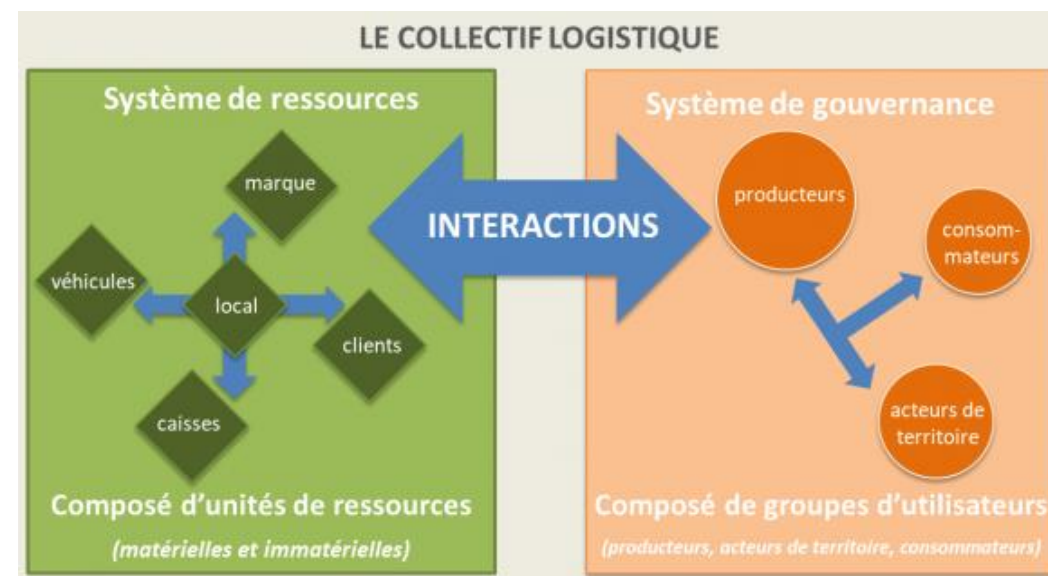 LE COLLECTIF LOGISTIQUE
Système de ressources
marque
véhicules
local
clients
caisses
Composé d'unités de ressources
(matérielles et immatérielles)
INTERACTIONS
Système de gouvernance
producteurs
consom-
mateurs
acteurs de
territoire
Composé de groupes d'utilisateurs
(producteurs, acteurs de territoire, consommateurs)